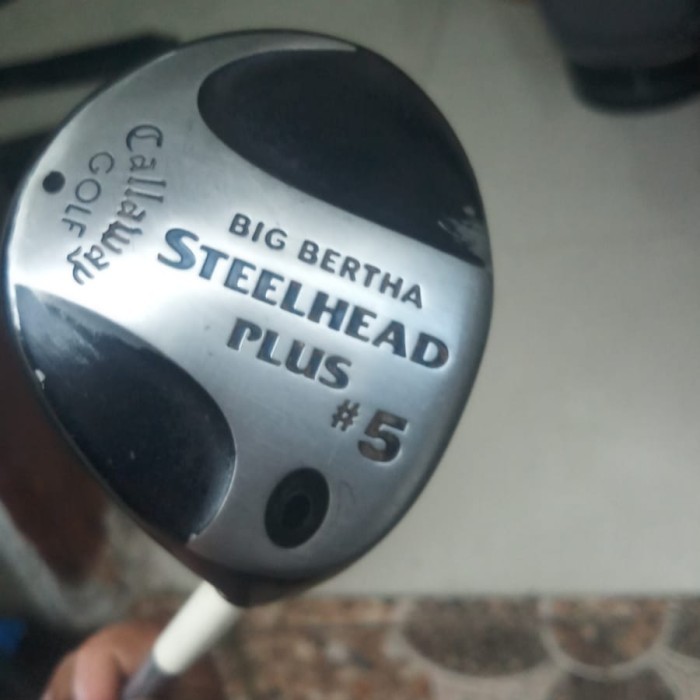 Callaway
GOLF
BIG BERTHA
STEELHEAD
PLUS
#5